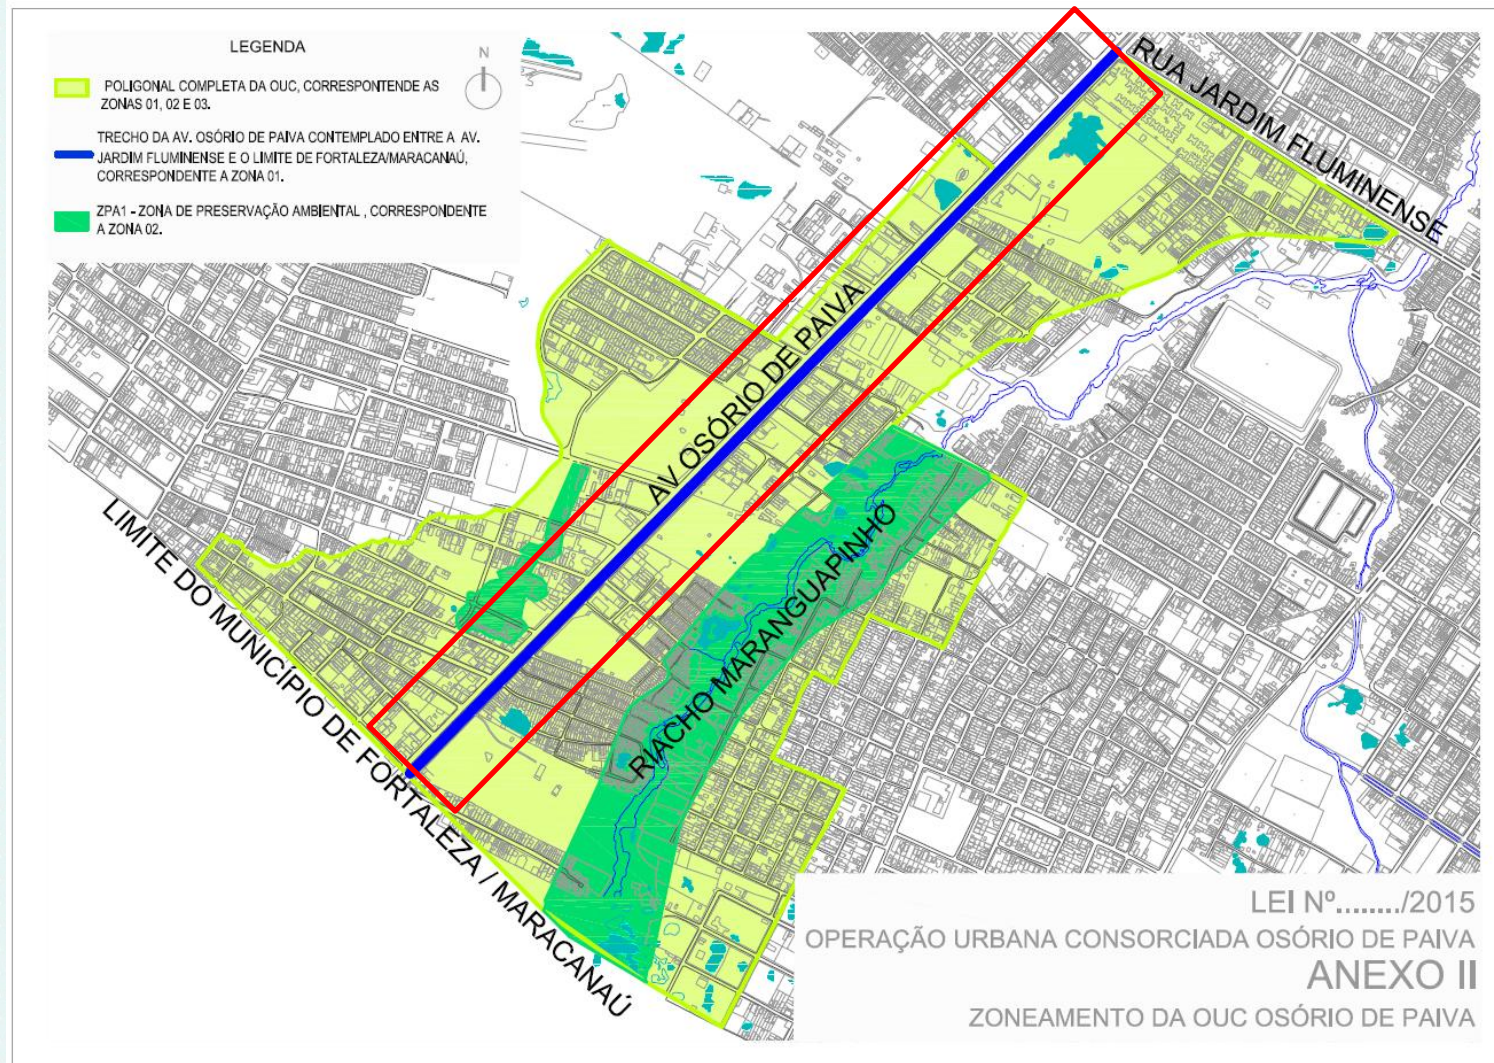 LEGENDA
N
POLIGONAL COMPLETA DA OUC, CORRESPONTENDE AS
ZONAS 01, 02 E 03.
TRECHO DA AV. OSÓRIO DE PAIVA CONTEMPLADO ENTRE A AV.
JARDIM FLUMINENSE E O LIMITE DE FORTALEZA/MARACANAÚ,
CORRESPONDENTE A ZONA 01.
ZPA1 - ZONA DE PRESERVAÇÃO AMBIENTAL , CORRESPONDENTE
A ZONA 02.
RUA JARDIM FLUMINENSE
AV OSÓRIO DE PAIVA
RIACHO MARANGUAPINHO
LIMITE DO MUNICÍPIO DE FORTALEZA / MARACANAÚ
LEI Nº......../2015
OPERAÇÃO URBANA CONSORCIADA OSÓRIO DE PAIVA
ANEXO II
ZONEAMENTO DA OUC OSÓRIO DE PAIVA